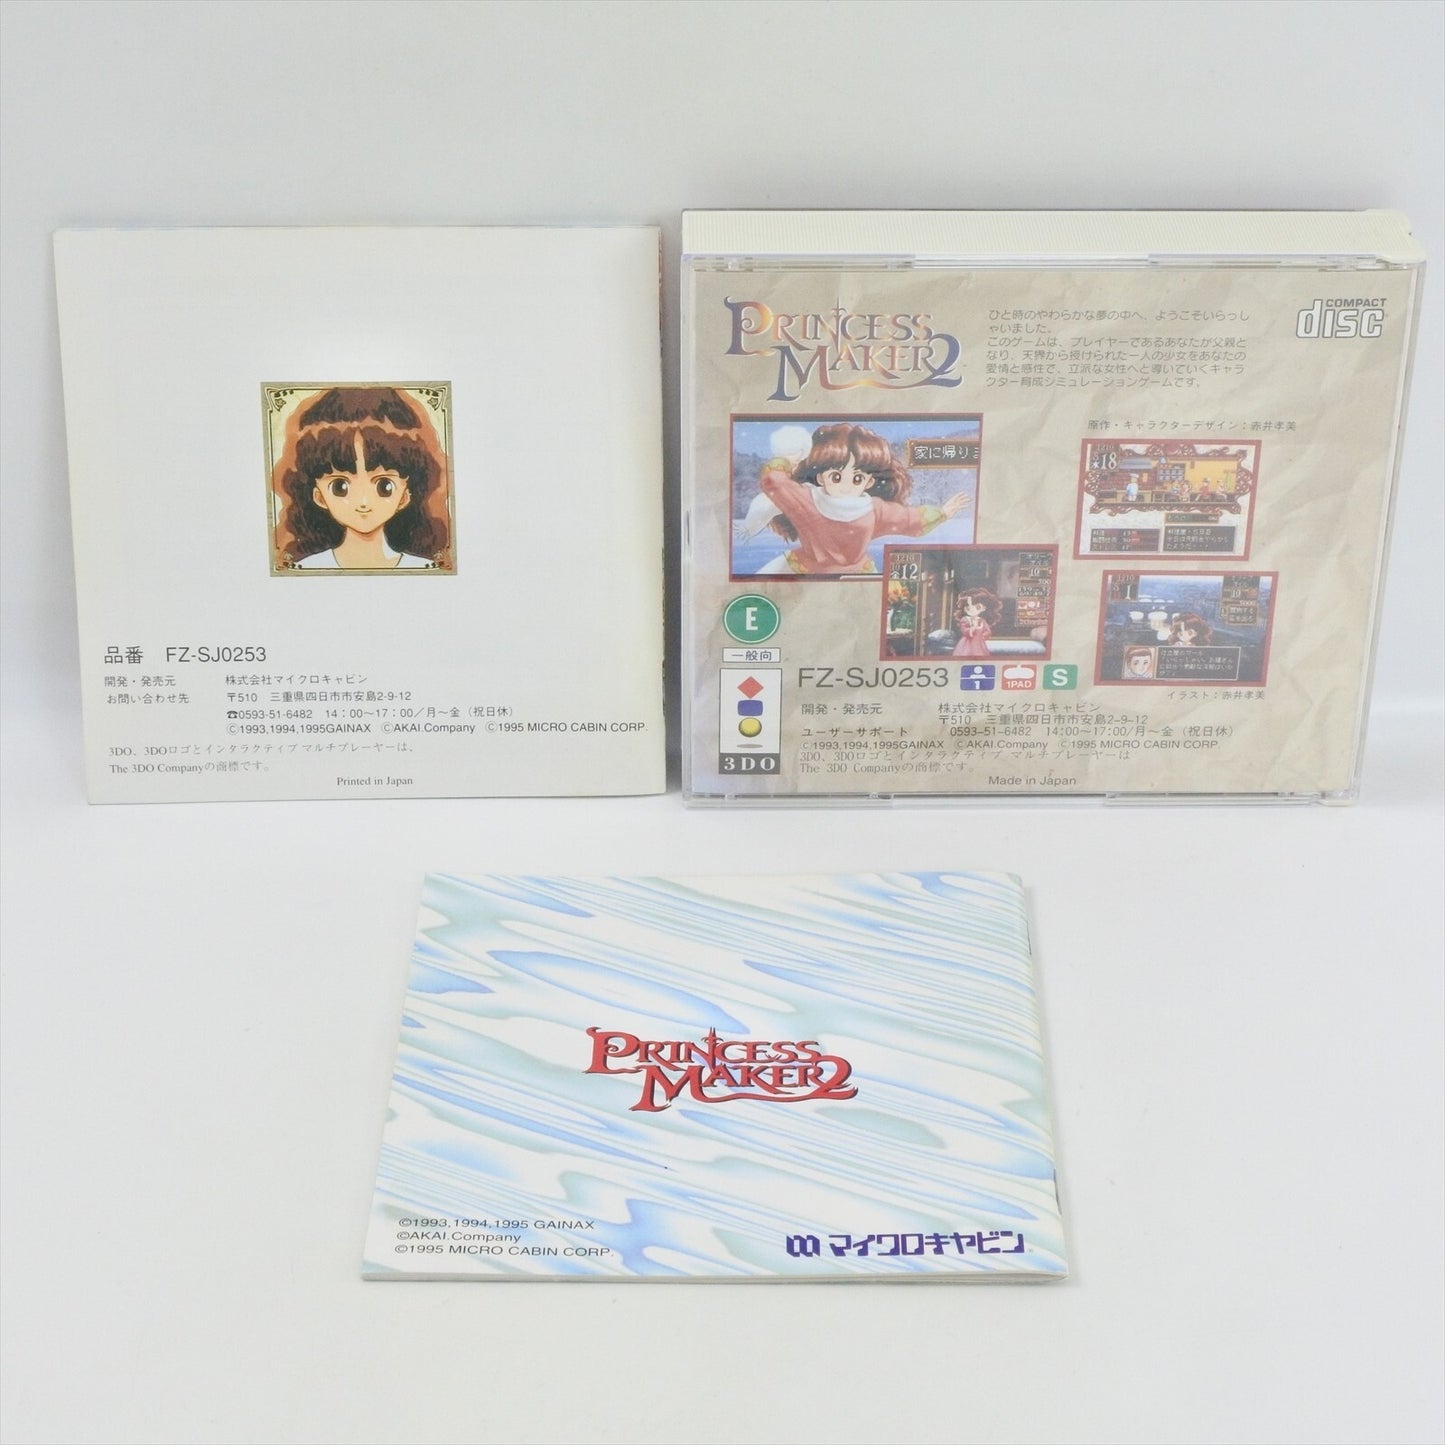 品番 FZ-SJ0253
開発・発売元 株式会社マイクロキャビン
お問い合わせ先 〒510 三重県四日市市安島2-9-12
☎0593-51-6482 14：00～17：00/月～金（祝日休）
©1993,1994,1995GAINAX ©AKAI.Company ©1995 MICRO CABIN CORP.
3DO、3DOロゴとインタラクティブ マルチプレーヤーは、
The 3DO Companyの商標です。
Printed in Japan
PRINCESS
MAKER2
ひと時のやわらかな夢の中へ、ようこそいらっし
ゃいました。
このゲームは、プレイヤーであるあなたが父親と
なり、天界から授けられた一人の少女をあなたの
愛情と感性で、立派な女性へと導いていくキャラ
クター育成シミュレーションゲームです。
COMPACT
disc
原作・キャラクターデザイン：赤井孝美
家に帰りま
18
12
1
E
一般向
FZ-SJ0253
1
1PAD
S
イラスト：赤井孝美
開発・発売元 株式会社マイクロキャビン
〒510 三重県四日市市安島2-9-12
ユーザーサポート 0593-51-6482 14:00～17:00/月～金（祝日休）
©1993,1994,1995GAINAX ©AKAI.Company ©1995 MICRO CABIN CORP.
3DO、3DOロゴとインタラクティブ マルチプレーヤーは
The 3DO Companyの商標です。
3DO
Made in Japan
PRINCESS
MAKER2
©1993,1994,1995 GAINAX
©AKAI.Company
©1995 MICRO CABIN CORP.
マイクロキャビン